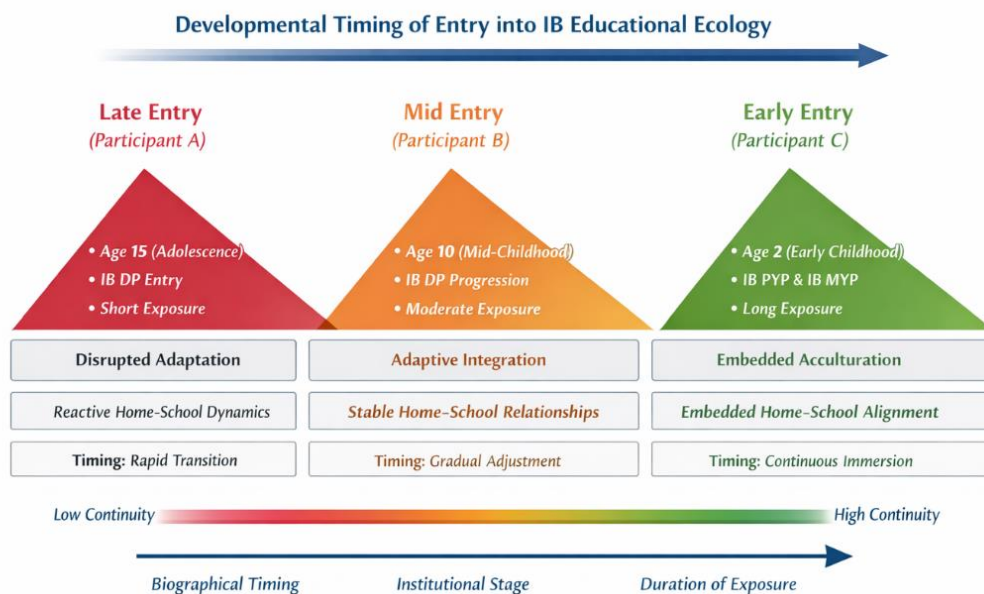 Developmental Timing of Entry into IB Educational Ecology
Late Entry
(Participant A)
• Age 15 (Adolescence)
• IB DP Entry
• Short Exposure
Disrupted Adaptation
Reactive Home-School Dynamics
Timing: Rapid Transition
Mid Entry
(Participant B)
• Age 10 (Mid-Childhood)
• IB DP Progression
• Moderate Exposure
Adaptive Integration
Stable Home–School Relationships
Timing: Gradual Adjustment
Early Entry
(Participant C)
• Age 2 (Early Childhood)
• IB PYP & IB MYP
• Long Exposure
Embedded Acculturation
Embedded Home-School Alignment
Timing: Continuous Immersion
Low Continuity
High Continuity
Biographical Timing
Institutional Stage
Duration of Exposure